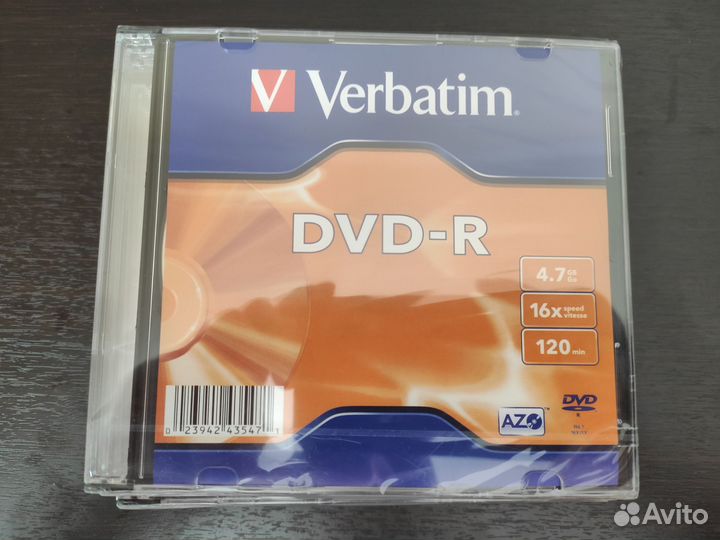 V Verbatim®
DVD-R
4.7 GB
Go
16x speed
vitesse
120 min
AZO
DVD
R
0 23942 43547 1
Avito